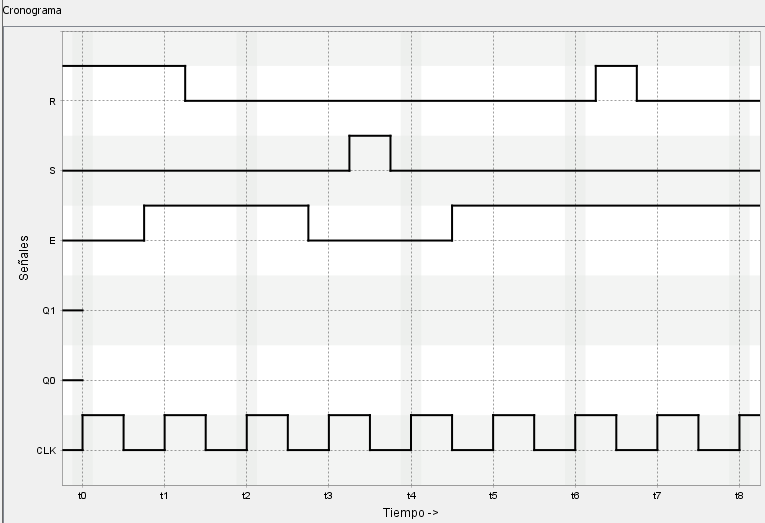 Cronograma
R
S
E
Señales
Q1
Q0
CLK
t0 t1 t2 t3 t4 t5 t6 t7 t8
Tiempo ->